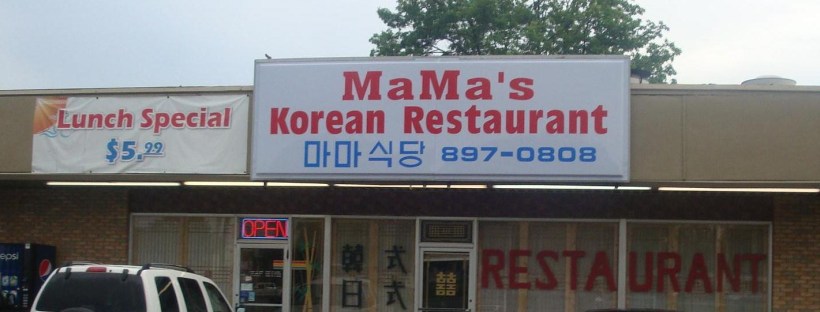 MaMa's
Korean Restaurant
마마식당 897-0808
Lunch Special
$5.99
OPEN
韓 式
日 式
囍
RESTAURANT
pepsi